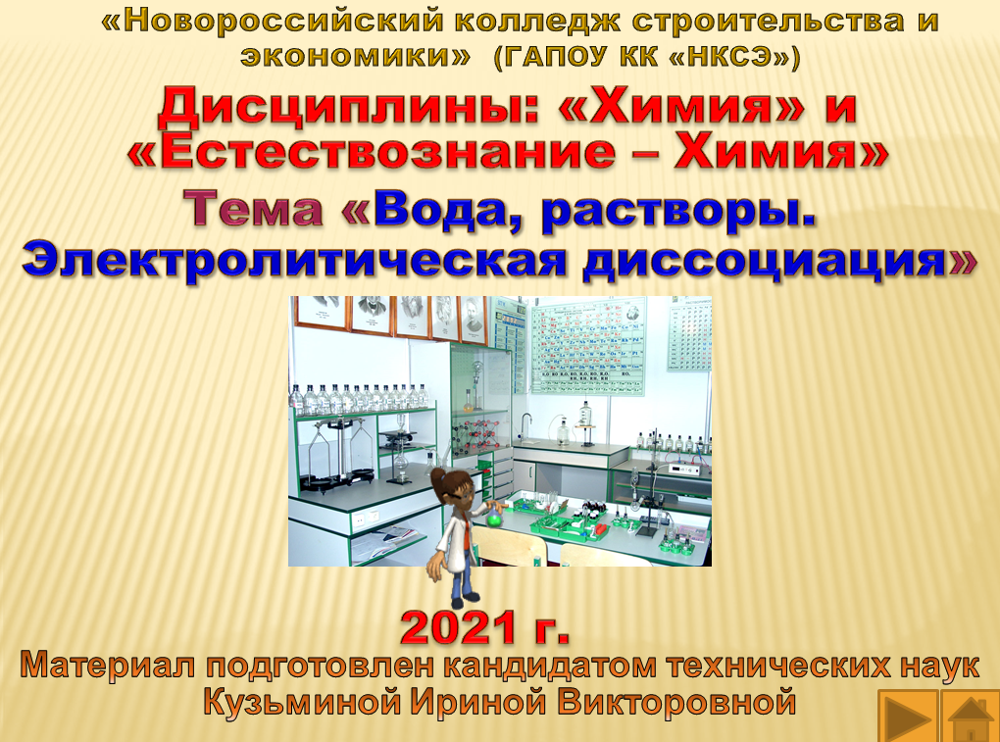 «Новороссийский колледж строительства и
экономики» (ГАПОУ КК «НКСЭ»)
Дисциплины: «Химия» и
«Естествознание – Химия»
Тема «Вода, растворы.
Электролитическая диссоциация»
2021 г.
Материал подготовлен кандидатом технических наук
Кузьминой Ириной Викторовной